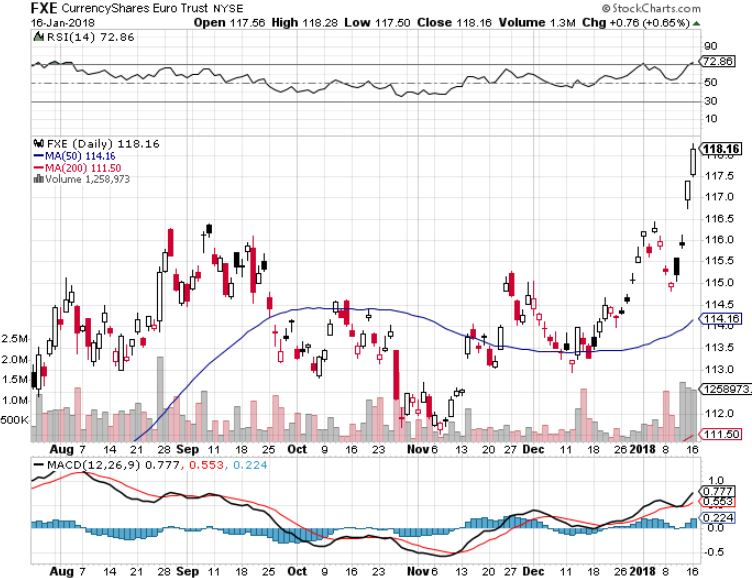 FXE CurrencyShares Euro Trust NYSE © StockCharts.com
16-Jan-2018 Open 117.56 High 118.28 Low 117.50 Close 118.16 Volume 1.3M Chg +0.76 (+0.65%)
RSI(14) 72.86
90
72.86
50
30
10
FXE (Daily) 118.16
MA(50) 114.16
MA(200) 111.50
Volume 1,258,973
118.16
118.0
117.5
117.0
116.5
116.0
115.5
115.0
114.5
114.16
113.5
113.0
1258973
112.0
111.50
2.5M
2.0M
1.5M
1.0M
500K
Aug 7 14 21 28 Sep 11 18 25 Oct 9 16 23 Nov 6 13 20 27 Dec 11 18 26 2018 8 16
MACD(12,26,9) 0.777, 0.553, 0.224
1.0
0.777
0.553
0.224
0.0
-0.5
Aug 7 14 21 28 Sep 11 18 25 Oct 9 16 23 Nov 6 13 20 27 Dec 11 18 26 2018 8 16